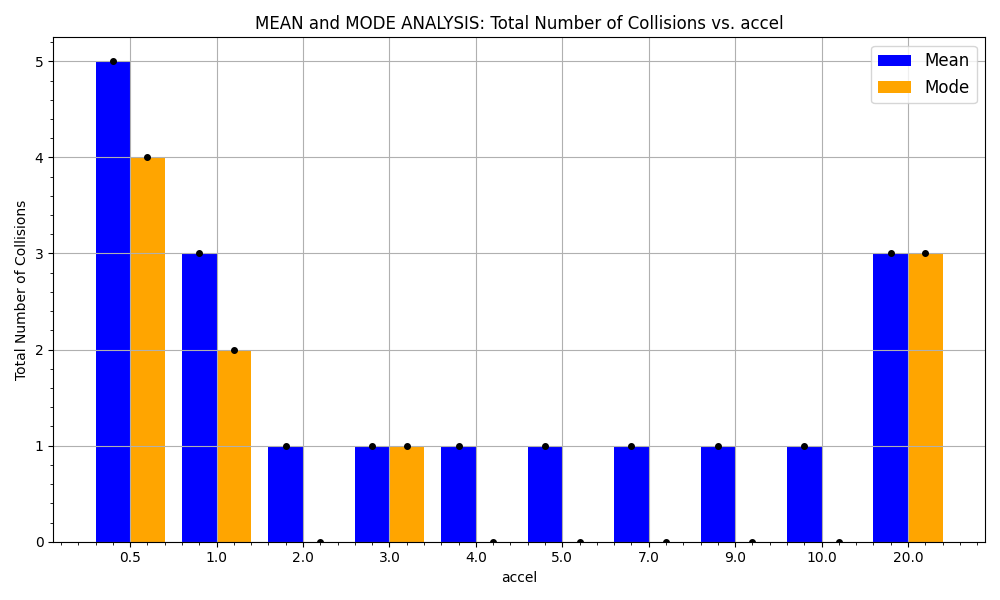 MEAN and MODE ANALYSIS: Total Number of Collisions vs. accel
Mean
Mode
Total Number of Collisions
5
4
3
2
1
0
0.5 1.0 2.0 3.0 4.0 5.0 7.0 9.0 10.0 20.0
accel